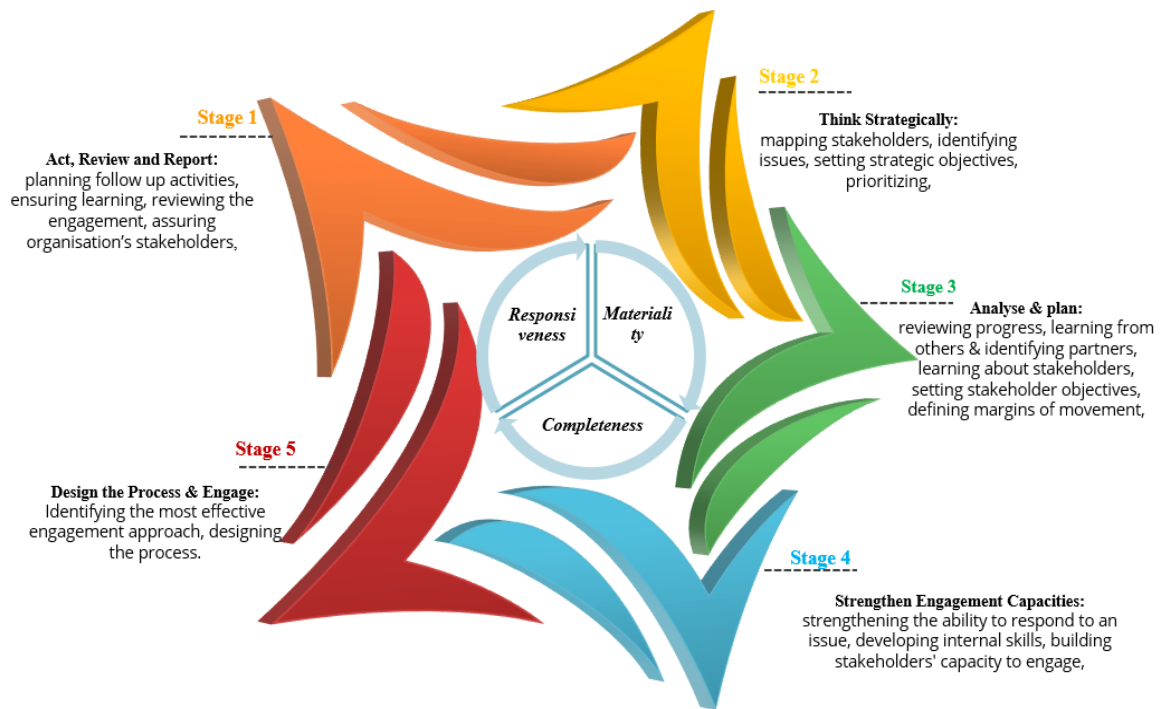 Stage 1
Act, Review and Report:
planning follow up activities,
ensuring learning, reviewing the
engagement, assuring
organisation’s stakeholders,
Stage 2
Think Strategically:
mapping stakeholders, identifying
issues, setting strategic objectives,
prioritizing,
Stage 3
Analyse & plan:
reviewing progress, learning from
others & identifying partners,
learning about stakeholders,
setting stakeholder objectives,
defining margins of movement,
Stage 4
Strengthen Engagement Capacities:
strengthening the ability to respond to an
issue, developing internal skills, building
stakeholders' capacity to engage,
Stage 5
Design the Process & Engage:
Identifying the most effective
engagement approach, designing
the process.
Responsi
veness
Materiali
ty
Completeness